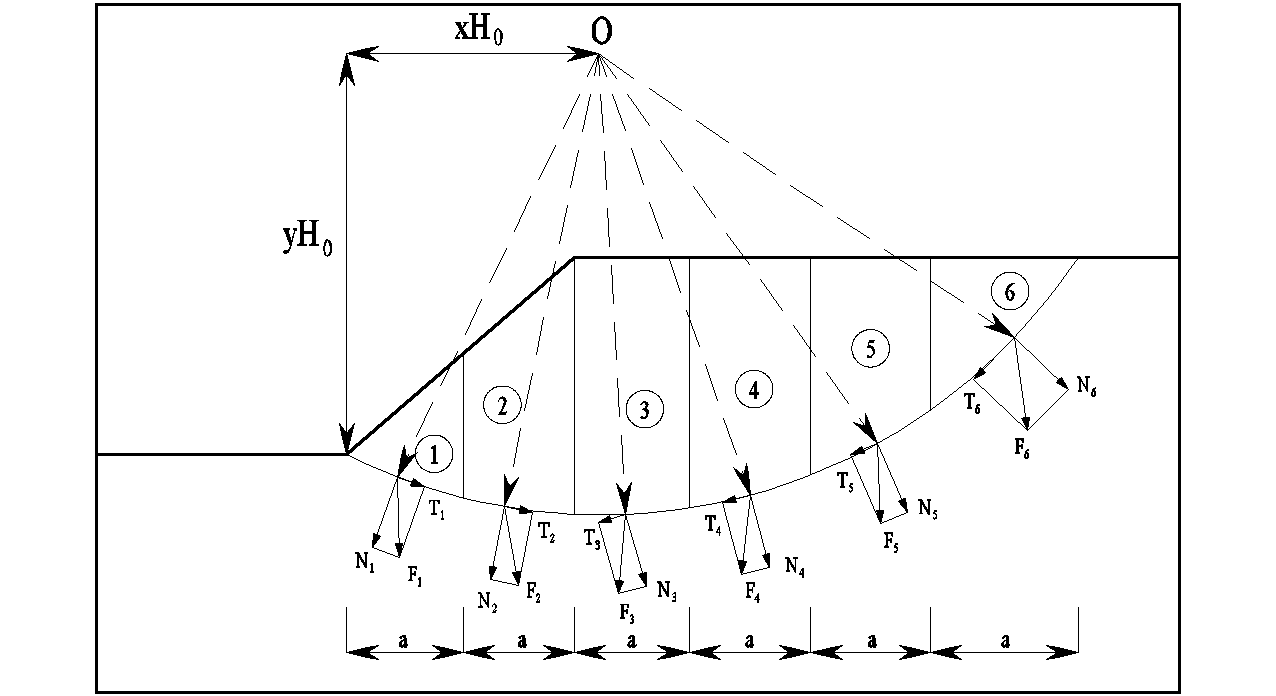 xH₀
O
yH₀
1
2
3
4
5
6
N₁
F₁
T₁
N₂
F₂
T₂
T₃
F₃
N₃
T₄
F₄
N₄
T₅
F₅
N₅
T₆
F₆
N₆
a a a a a a